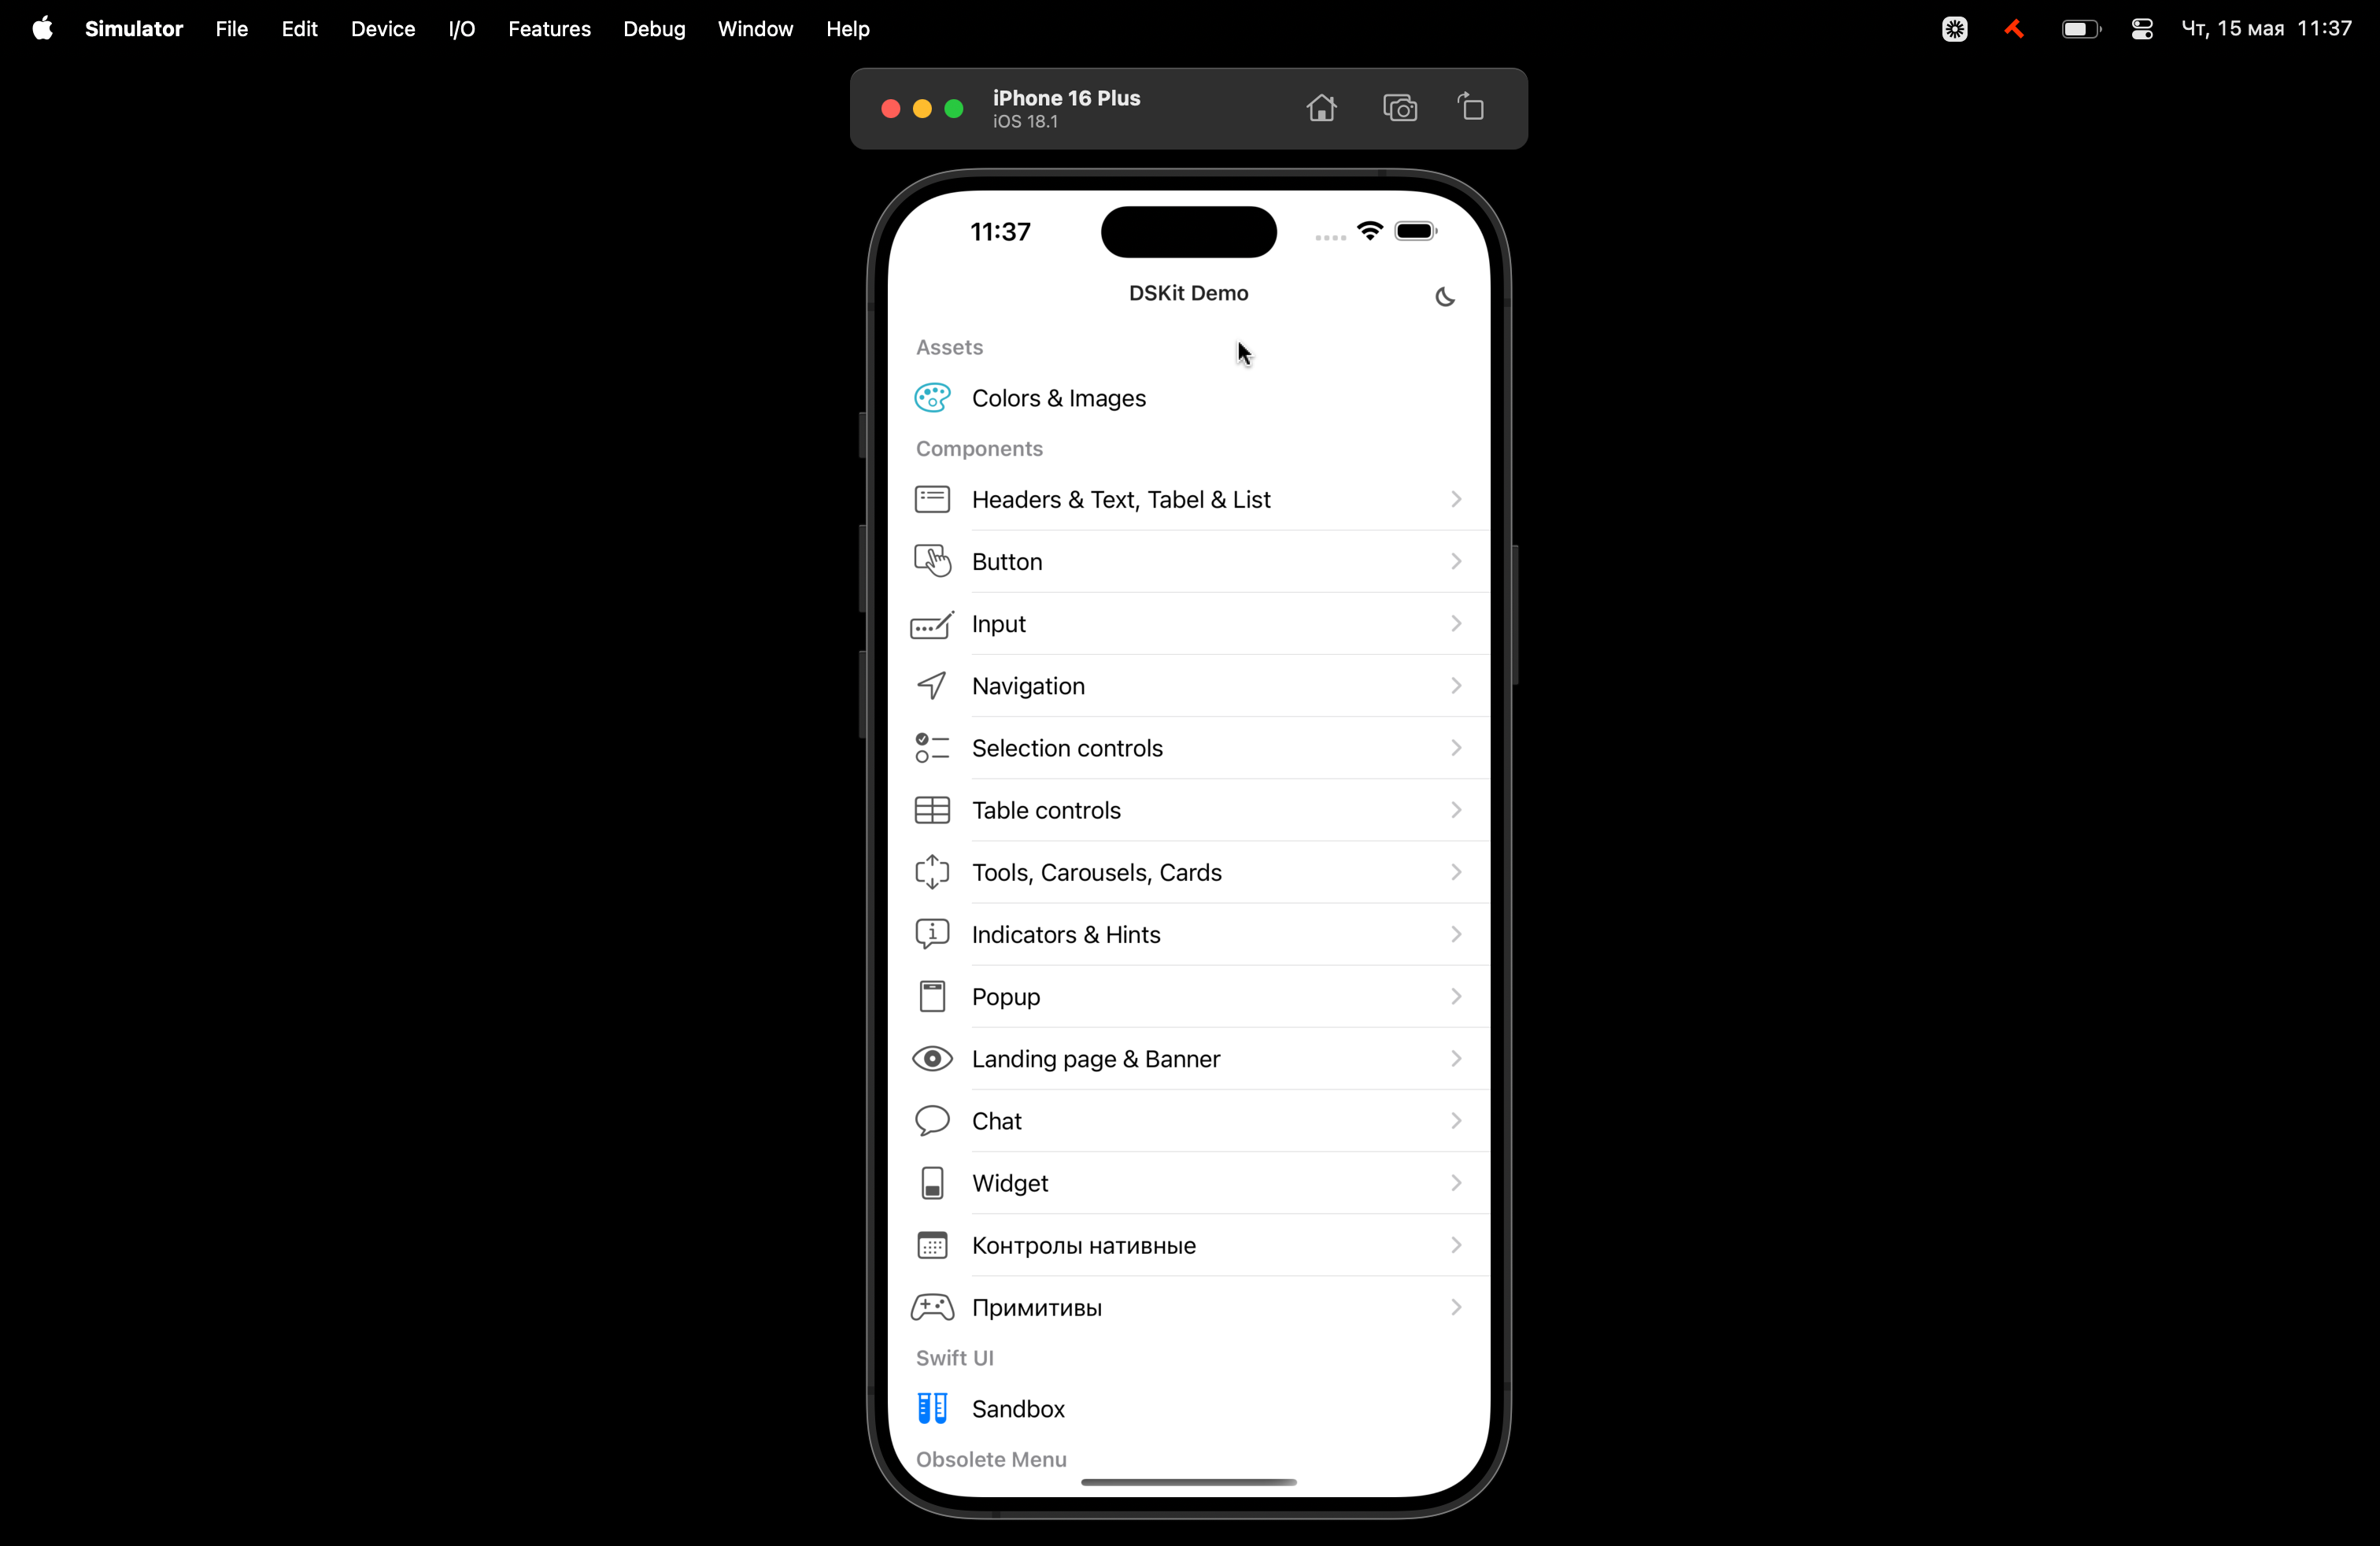 Simulator File Edit Device I/O Features Debug Window Help Чт, 15 мая 11:37
iPhone 16 Plus
iOS 18.1
11:37
DSKit Demo
Assets
Colors & Images
Components
Headers & Text, Tabel & List
Button
Input
Navigation
Selection controls
Table controls
Tools, Carousels, Cards
Indicators & Hints
Popup
Landing page & Banner
Chat
Widget
Контролы нативные
Примитивы
Swift UI
Sandbox
Obsolete Menu